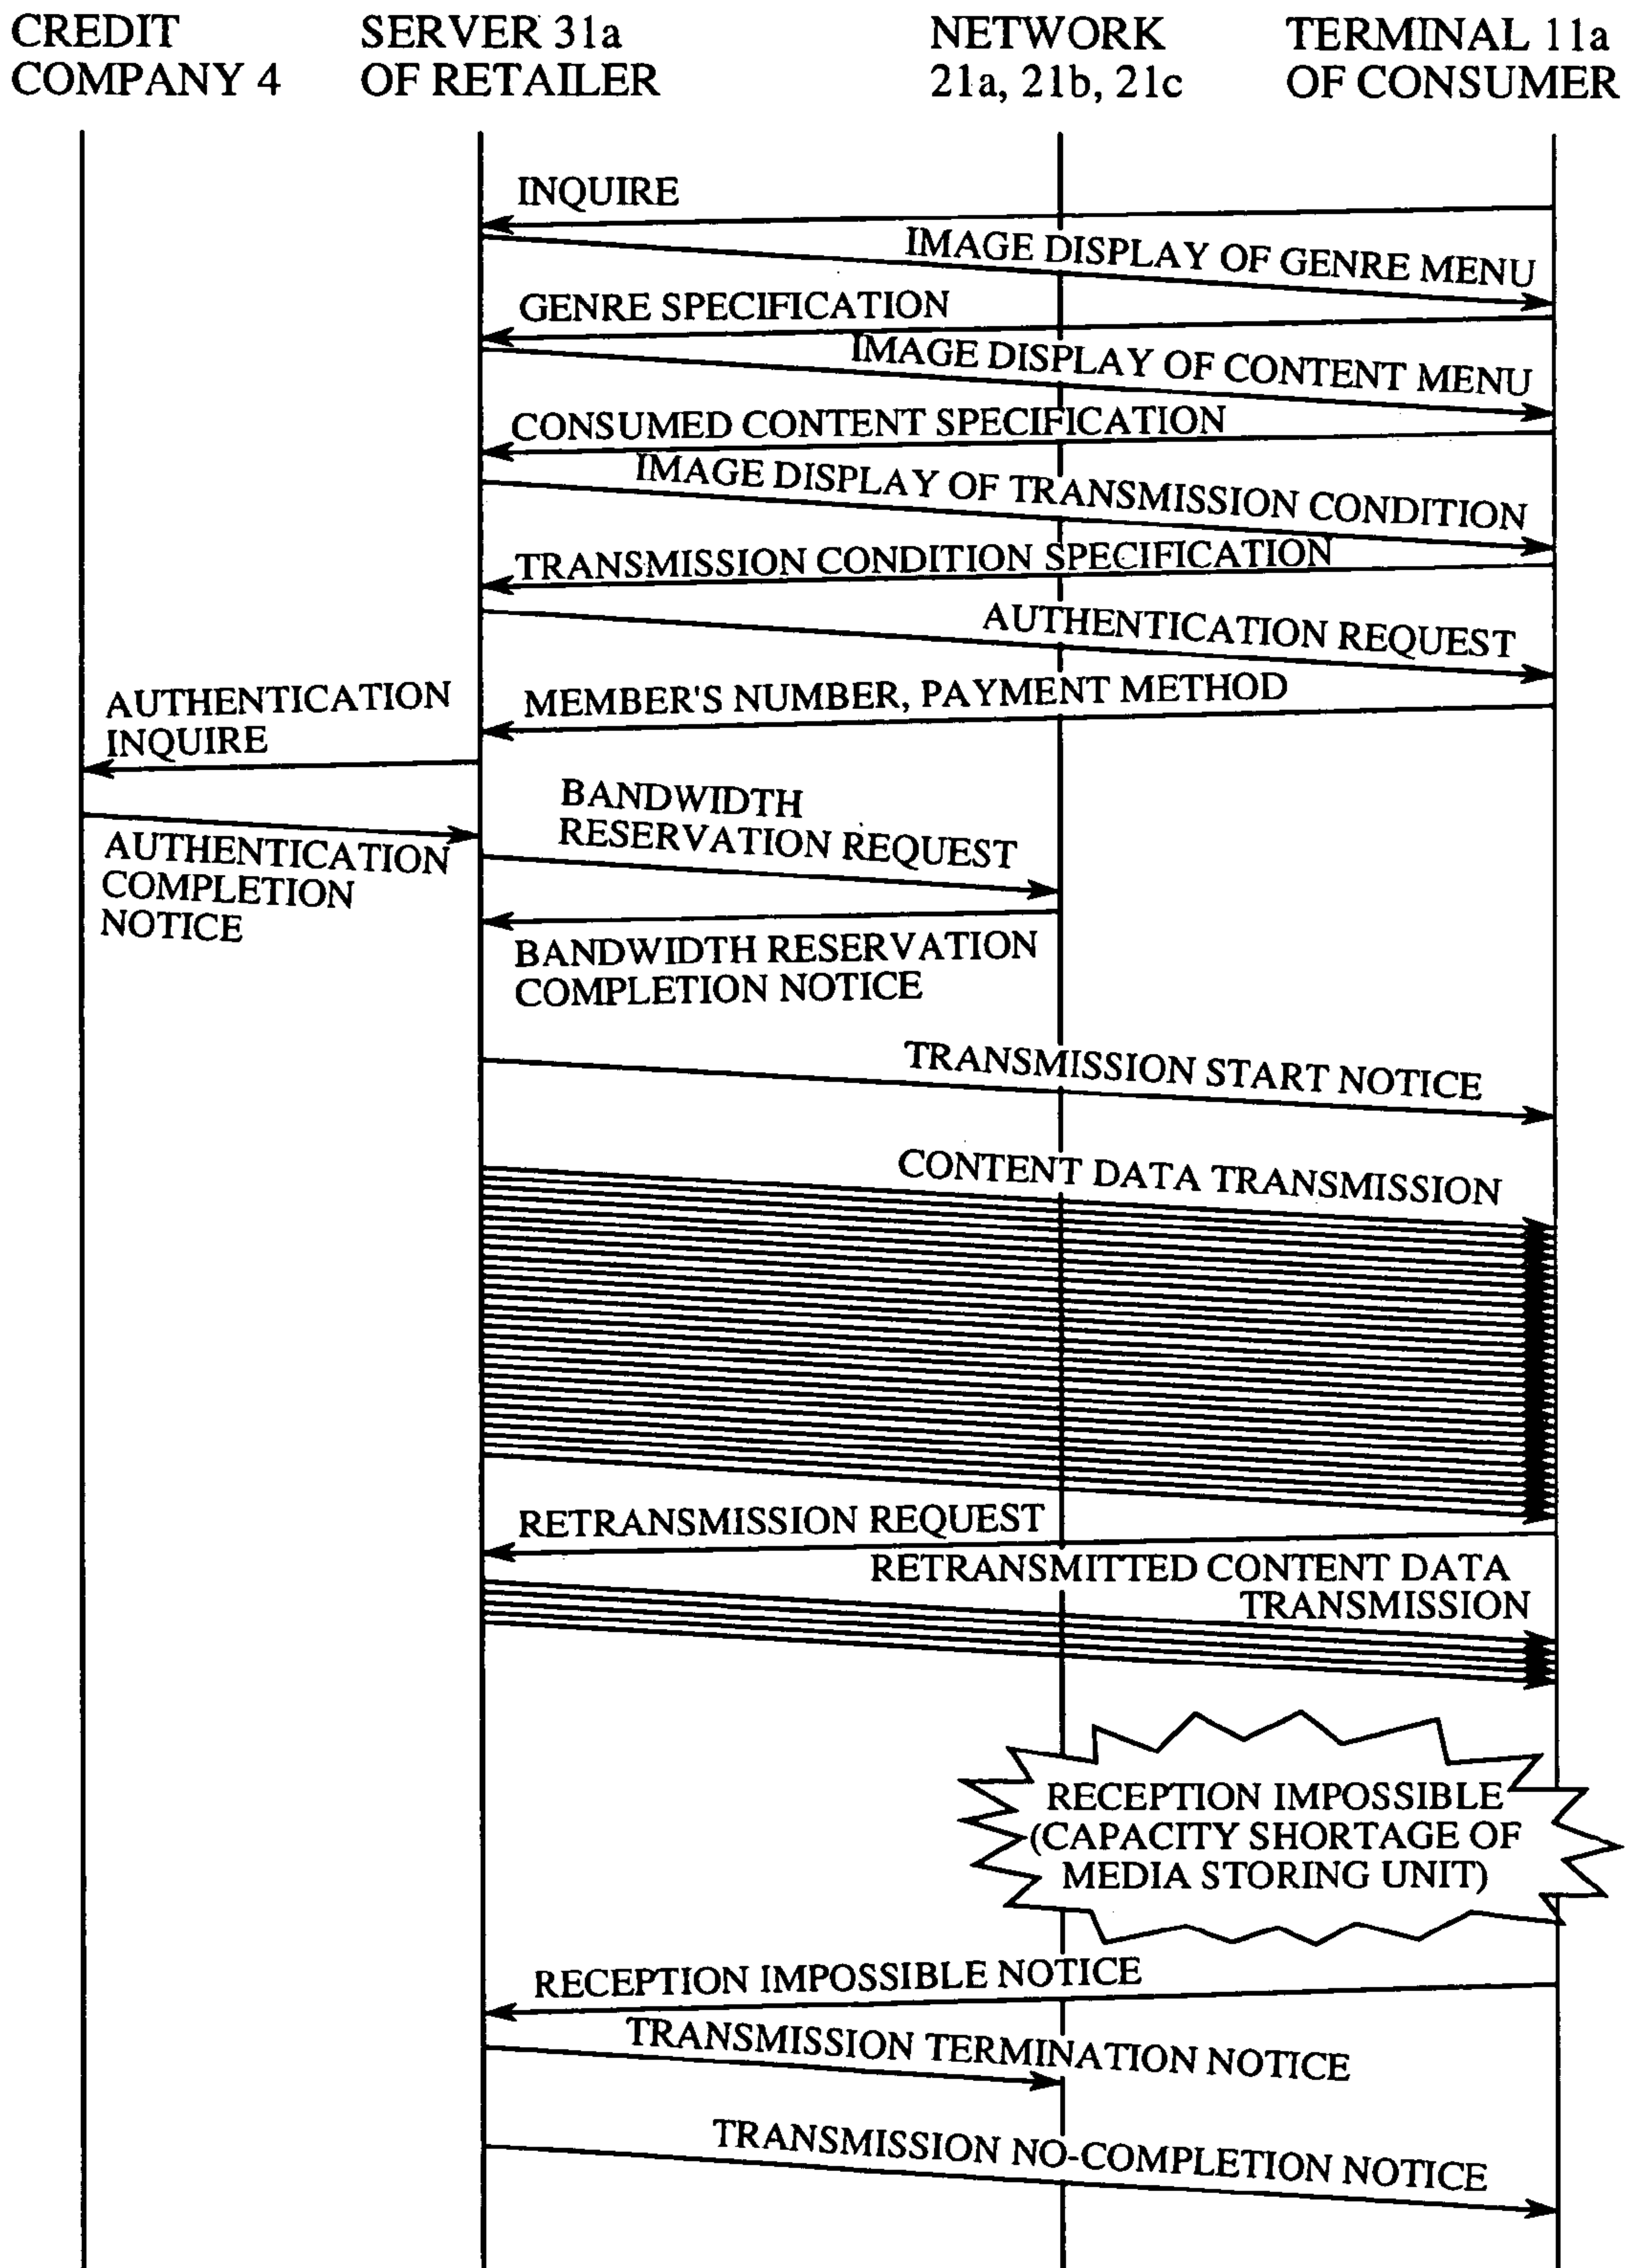 CREDIT
COMPANY 4
SERVER 31a
OF RETAILER
NETWORK
21a, 21b, 21c
TERMINAL 11a
OF CONSUMER
INQUIRE
IMAGE DISPLAY OF GENRE MENU
GENRE SPECIFICATION
IMAGE DISPLAY OF CONTENT MENU
CONSUMED CONTENT SPECIFICATION
IMAGE DISPLAY OF TRANSMISSION CONDITION
TRANSMISSION CONDITION SPECIFICATION
AUTHENTICATION REQUEST
MEMBER'S NUMBER, PAYMENT METHOD
AUTHENTICATION
INQUIRE
BANDWIDTH
RESERVATION REQUEST
AUTHENTICATION
COMPLETION
NOTICE
BANDWIDTH RESERVATION
COMPLETION NOTICE
TRANSMISSION START NOTICE
CONTENT DATA TRANSMISSION
RETRANSMISSION REQUEST
RETRANSMITTED CONTENT DATA
TRANSMISSION
RECEPTION IMPOSSIBLE
(CAPACITY SHORTAGE OF
MEDIA STORING UNIT)
RECEPTION IMPOSSIBLE NOTICE
TRANSMISSION TERMINATION NOTICE
TRANSMISSION NO-COMPLETION NOTICE